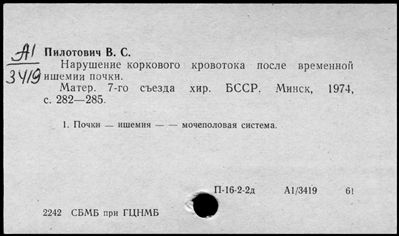 А1
3419
Пилотович В. С.
Нарушение коркового кровотока после временной
ишемии почки.
Матер. 7-го съезда хир. БССР. Минск, 1974,
с. 282—285.
1. Почки — ишемия — — мочеполовая система.
П-16-2-2д А1/3419 61
2242 СБМБ при ГЦНМБ